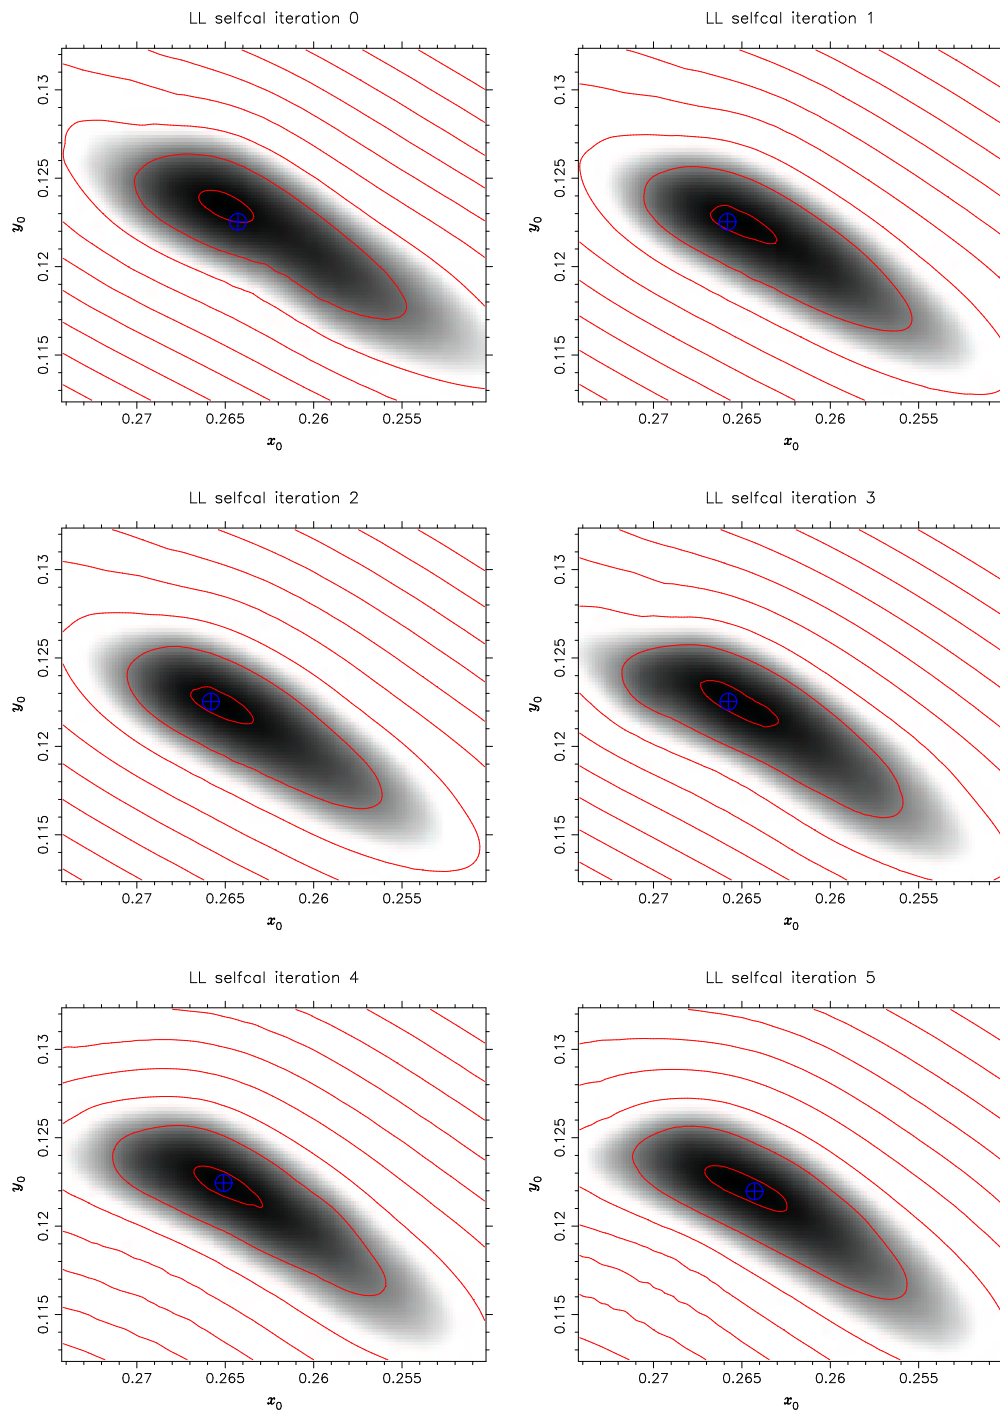 LL selfcal iteration 0
0.13
0.125
0.12
0.115
y0
0.27 0.265 0.26 0.255
x0
LL selfcal iteration 1
0.13
0.125
0.12
0.115
y0
0.27 0.265 0.26 0.255
x0
LL selfcal iteration 2
0.13
0.125
0.12
0.115
y0
0.27 0.265 0.26 0.255
x0
LL selfcal iteration 3
0.13
0.125
0.12
0.115
y0
0.27 0.265 0.26 0.255
x0
LL selfcal iteration 4
0.13
0.125
0.12
0.115
y0
0.27 0.265 0.26 0.255
x0
LL selfcal iteration 5
0.13
0.125
0.12
0.115
y0
0.27 0.265 0.26 0.255
x0